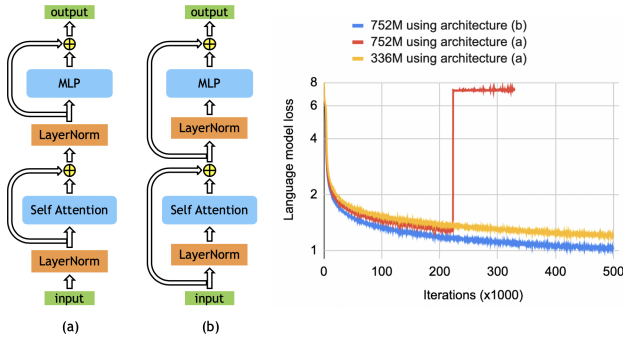 output
MLP
LayerNorm
Self Attention
LayerNorm
input
(a)
output
MLP
LayerNorm
Self Attention
LayerNorm
input
(b)
752M using architecture (b)
752M using architecture (a)
336M using architecture (a)
Language model loss
8
6
4
2
1
0
100
200
300
400
500
Iterations (x1000)